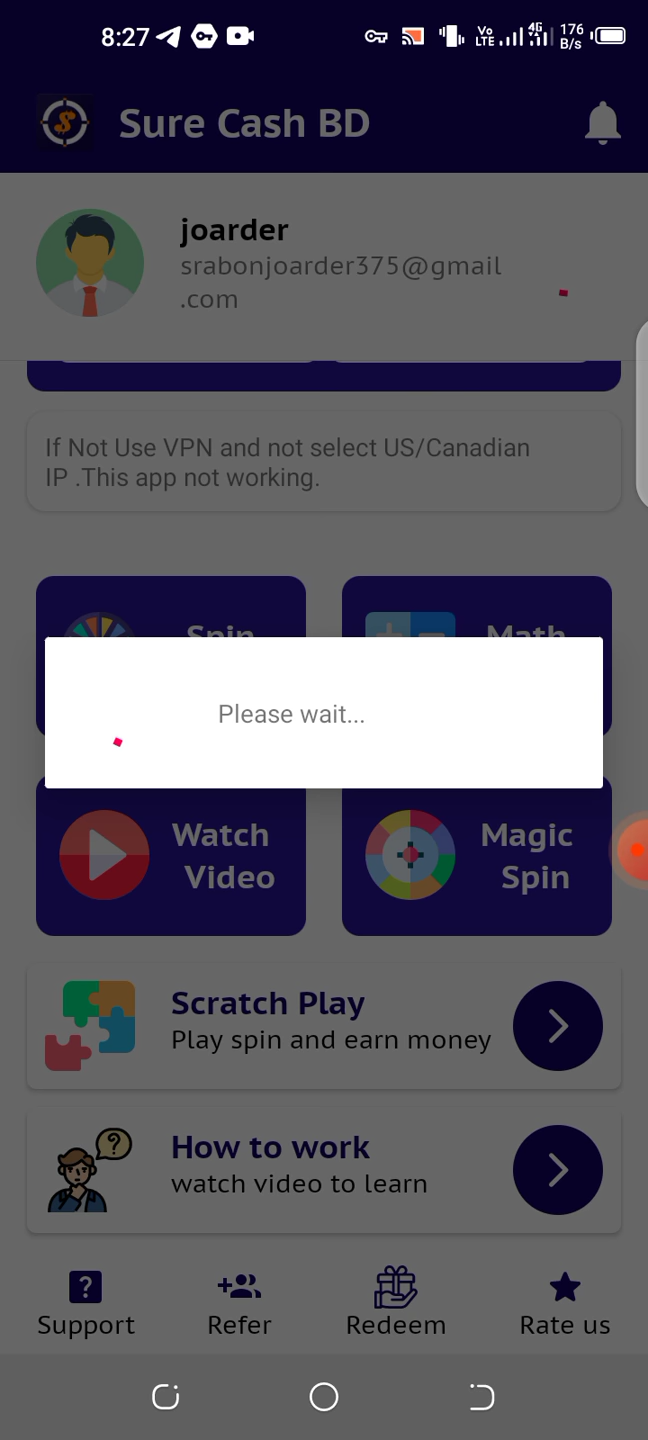 8:27
Vo
LTE
4G
176
B/s
Sure Cash BD
joarder
srabonjoarder375@gmail
.com
If Not Use VPN and not select US/Canadian
IP .This app not working.
Spin
Math
Please wait...
Watch
Video
Magic
Spin
Scratch Play
Play spin and earn money
How to work
watch video to learn
Support
Refer
Redeem
Rate us